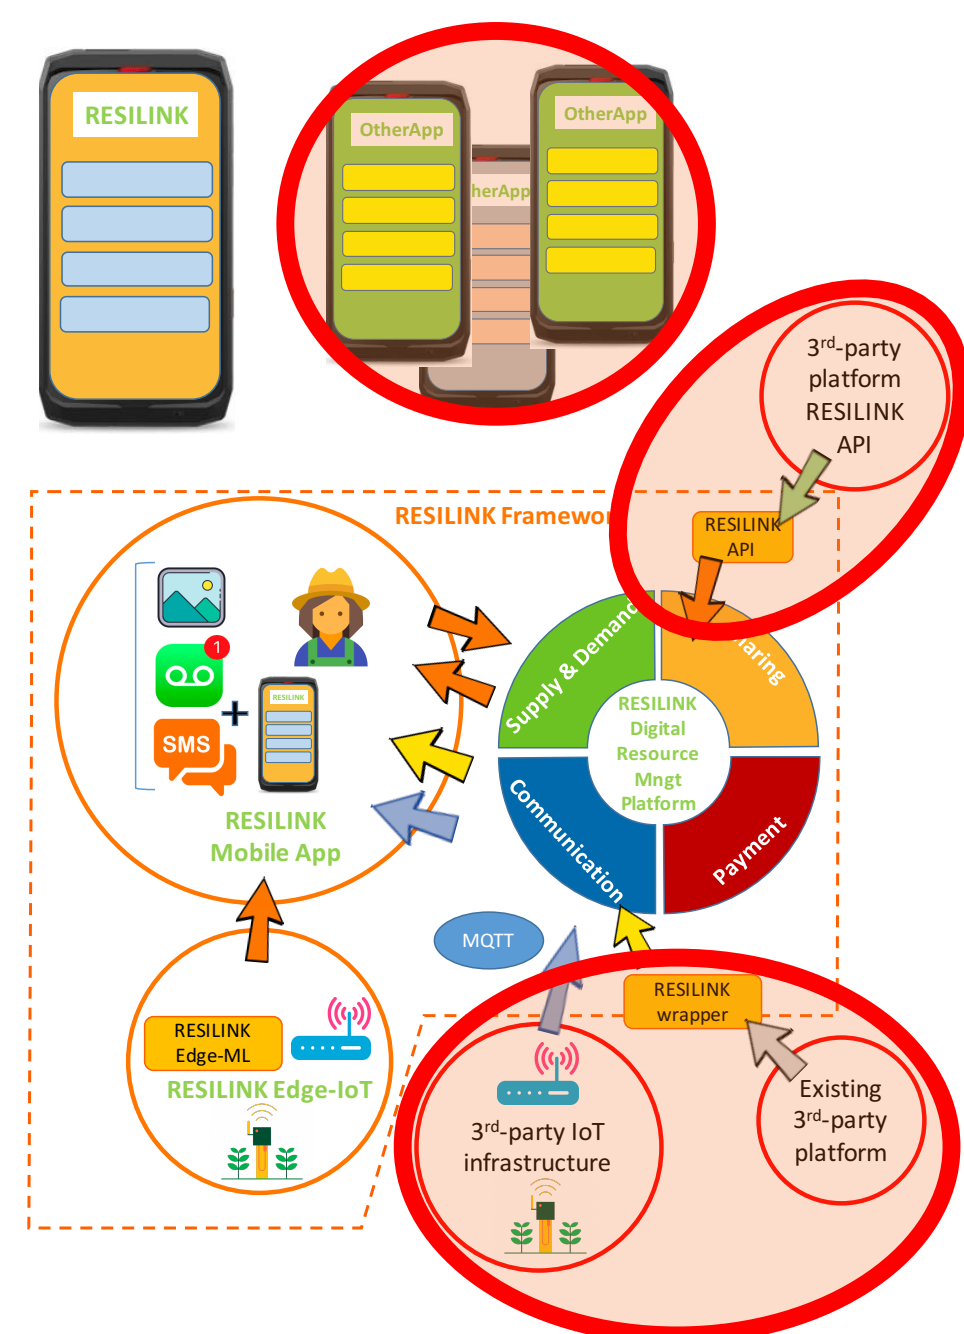 RESILINK
OtherApp
OtherApp
herApp
3rd-party
platform
RESILINK
API
RESILINK Framewor
RESILINK
API
1
SMS
RESILINK
RESILINK
Mobile App
Supply & Demand
haring
RESILINK
Digital
Resource
Mngt
Platform
Communication
Payment
MQTT
RESILINK
wrapper
RESILINK
Edge-ML
RESILINK Edge-IoT
3rd-party IoT
infrastructure
Existing
3rd-party
platform